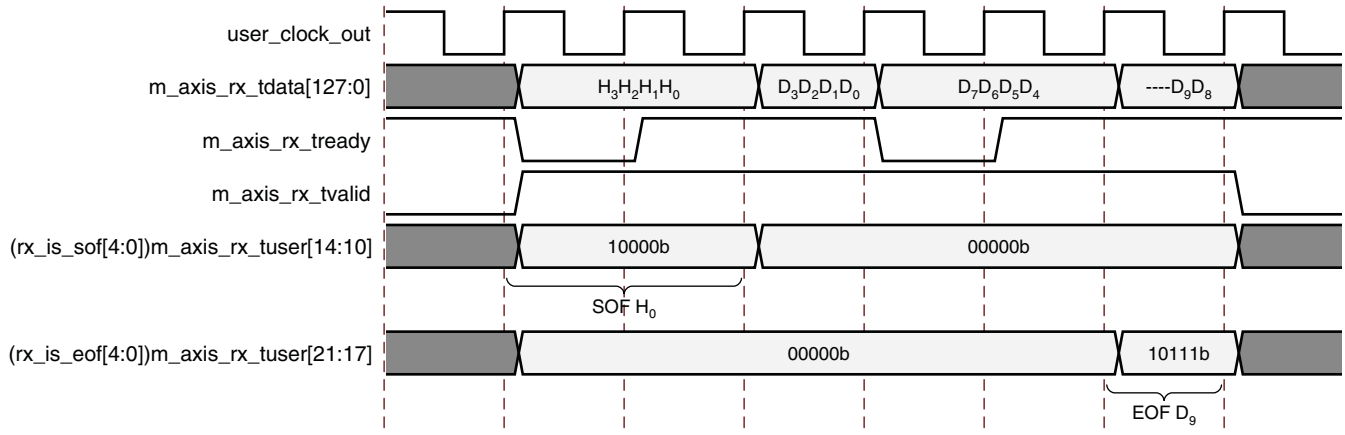 user_clock_out
m_axis_rx_tdata[127:0] H₃H₂H₁H₀ D₃D₂D₁D₀ D₇D₆D₅D₄ ----D₉D₈
m_axis_rx_tready
m_axis_rx_tvalid
(rx_is_sof[4:0])m_axis_rx_tuser[14:10] 10000b 00000b
SOF H₀
(rx_is_eof[4:0])m_axis_rx_tuser[21:17] 00000b 10111b
EOF D₉